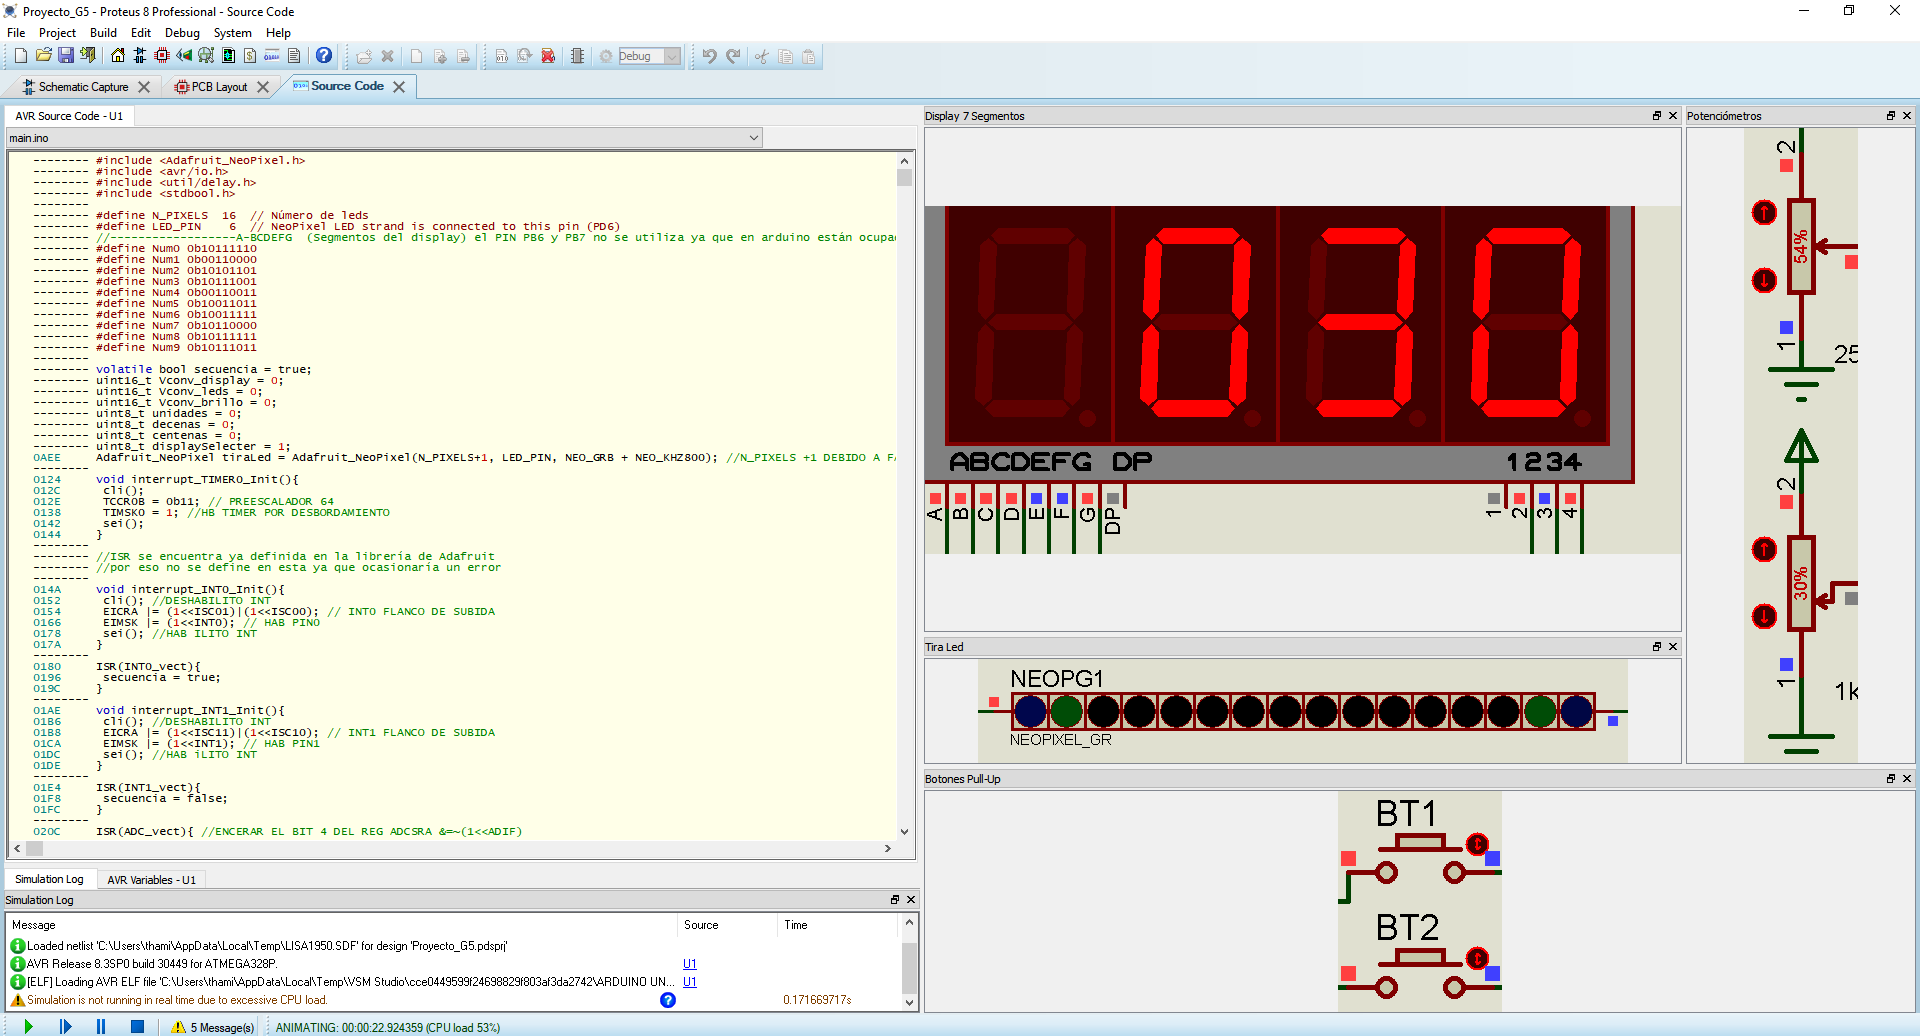 Proyecto_G5 - Proteus 8 Professional - Source Code
File Project Build Edit Debug System Help
Debug
Schematic Capture PCB Layout Source Code
AVR Source Code - U1
main.ino
-------- #include <Adafruit_NeoPixel.h>
-------- #include <avr/io.h>
-------- #include <util/delay.h>
-------- #include <stdbool.h>
--------
-------- #define N_PIXELS  16  // Número de leds
-------- #define LED_PIN    6  // NeoPixel LED strand is connected to this pin (PD6)
-------- //------------------A-BCDEFG  (Segmentos del display) el PIN PB6 y PB7 no se utiliza ya que en arduino están ocupad
-------- #define Num0 0b10111110
-------- #define Num1 0b00110000
-------- #define Num2 0b10101101
-------- #define Num3 0b10111001
-------- #define Num4 0b00110011
-------- #define Num5 0b10011011
-------- #define Num6 0b10011111
-------- #define Num7 0b10110000
-------- #define Num8 0b10111111
-------- #define Num9 0b10111011
--------
-------- volatile bool secuencia = true;
-------- uint16_t Vconv_display = 0;
-------- uint16_t Vconv_leds = 0;
-------- uint16_t Vconv_brillo = 0;
-------- uint8_t unidades = 0;
-------- uint8_t decenas = 0;
-------- uint8_t centenas = 0;
-------- uint8_t displaySelecter = 1;
0AEE Adafruit_NeoPixel tiraLed = Adafruit_NeoPixel(N_PIXELS+1, LED_PIN, NEO_GRB + NEO_KHZ800); //N_PIXELS +1 DEBIDO A FA
--------
0124 void interrupt_TIMER0_Init(){
012C cli();
012E TCCR0B = 0b11; // PREESCALADOR 64
0138 TIMSK0 = 1; //HB TIMER POR DESBORDAMIENTO
0142 sei();
0144 }
--------
-------- //ISR se encuentra ya definida en la librería de Adafruit
-------- //por eso no se define en esta ya que ocasionaría un error
--------
014A void interrupt_INT0_Init(){
0152 cli(); //DESHABILITO INT
0154 EICRA |= (1<<ISC01)|(1<<ISC00); // INT0 FLANCO DE SUBIDA
0166 EIMSK |= (1<<INT0); // HAB PIN0
0178 sei(); //HAB ILITO INT
017A }
--------
0180 ISR(INT0_vect){
0196 secuencia = true;
019C }
--------
01AE void interrupt_INT1_Init(){
01B6 cli(); //DESHABILITO INT
01B8 EICRA |= (1<<ISC11)|(1<<ISC10); // INT1 FLANCO DE SUBIDA
01CA EIMSK |= (1<<INT1); // HAB PIN1
01DC sei(); //HAB iLITO INT
01DE }
--------
01E4 ISR(INT1_vect){
01F8 secuencia = false;
01FC }
--------
020C ISR(ADC_vect){ //ENCERAR EL BIT 4 DEL REG ADCSRA &=~(1<<ADIF)
Simulation Log AVR Variables - U1
Simulation Log
Message Source Time
Loaded netlist 'C:\Users\thami\AppData\Local\Temp\LISA1950.SDF' for design 'Proyecto_G5.pdsprj'
AVR Release 8.3SP0 build 30449 for ATMEGA328P. U1
[ELF] Loading AVR ELF file 'C:\Users\thami\AppData\Local\Temp\VSM Studio\cce0449599f24698829f803af3da2742\ARDUINO UN... U1
Simulation is not running in real time due to excessive CPU load. 0.171669717s
5 Message(s) ANIMATING: 00:00:22.924359 (CPU load 53%)
Display 7 Segmentos
030
ABCDEFG DP 1234
A B C D E F G DP 1 2 3 4
Tira Led
NEOPG1
NEOPIXEL_GR
Botones Pull-Up
BT1
BT2
Potenciómetros
2
54%
1
25
2
30%
1
1k